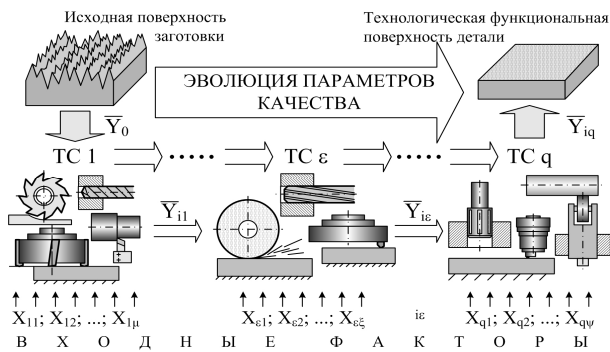 Исходная поверхность
заготовки
Технологическая функциональная
поверхность детали
ЭВОЛЮЦИЯ ПАРАМЕТРОВ
КАЧЕСТВА
Y̅0
Y̅iq
ТС 1 ..... ТС ε ..... ТС q
Y̅i1
Y̅iε
X11; X12; ...; X1μ
Xε1; Xε2; ...; Xεξ
iε
Xq1; Xq2; ...; Xqψ
В Х О Д Н Ы Е Ф А К Т О Р Ы